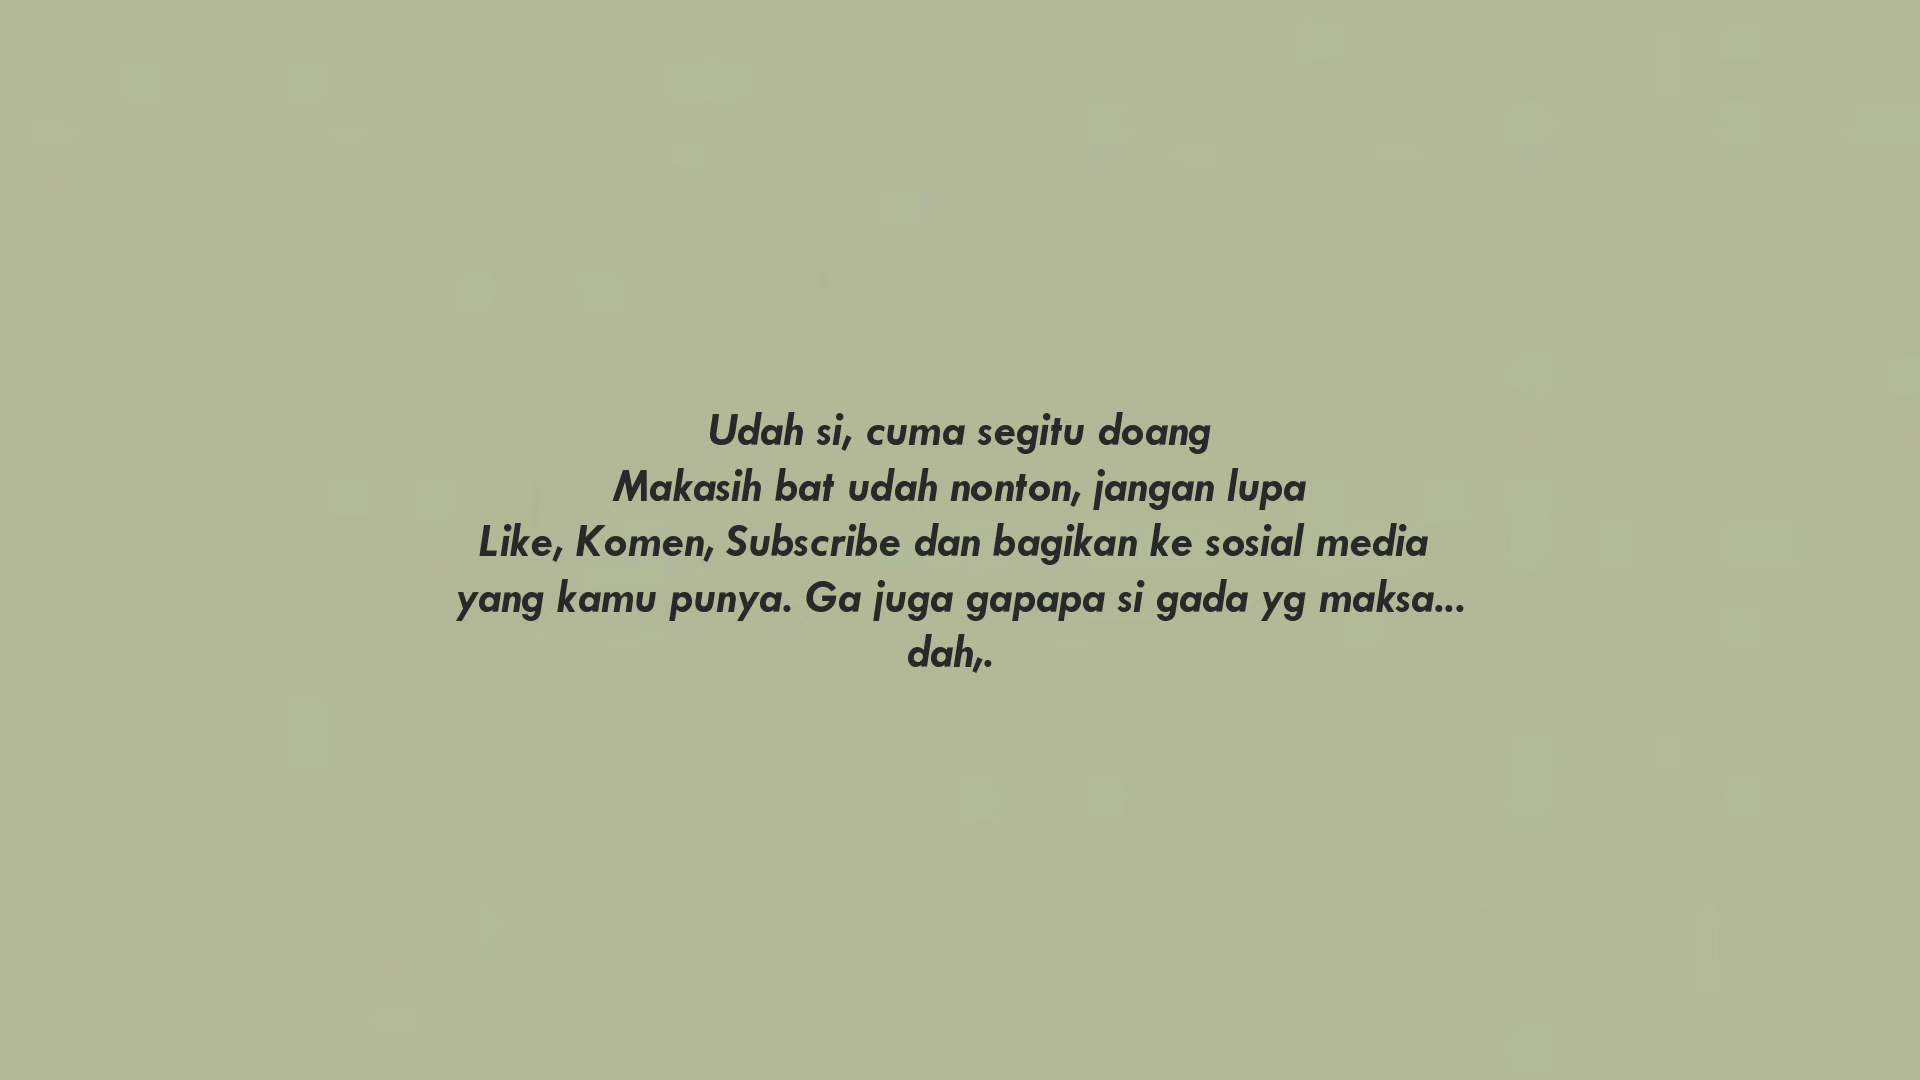 Udah si, cuma segitu doang
Makasih bat udah nonton, jangan lupa
Like, Komen, Subscribe dan bagikan ke sosial media
yang kamu punya. Ga juga gapapa si gada yg maksa...
dah,.